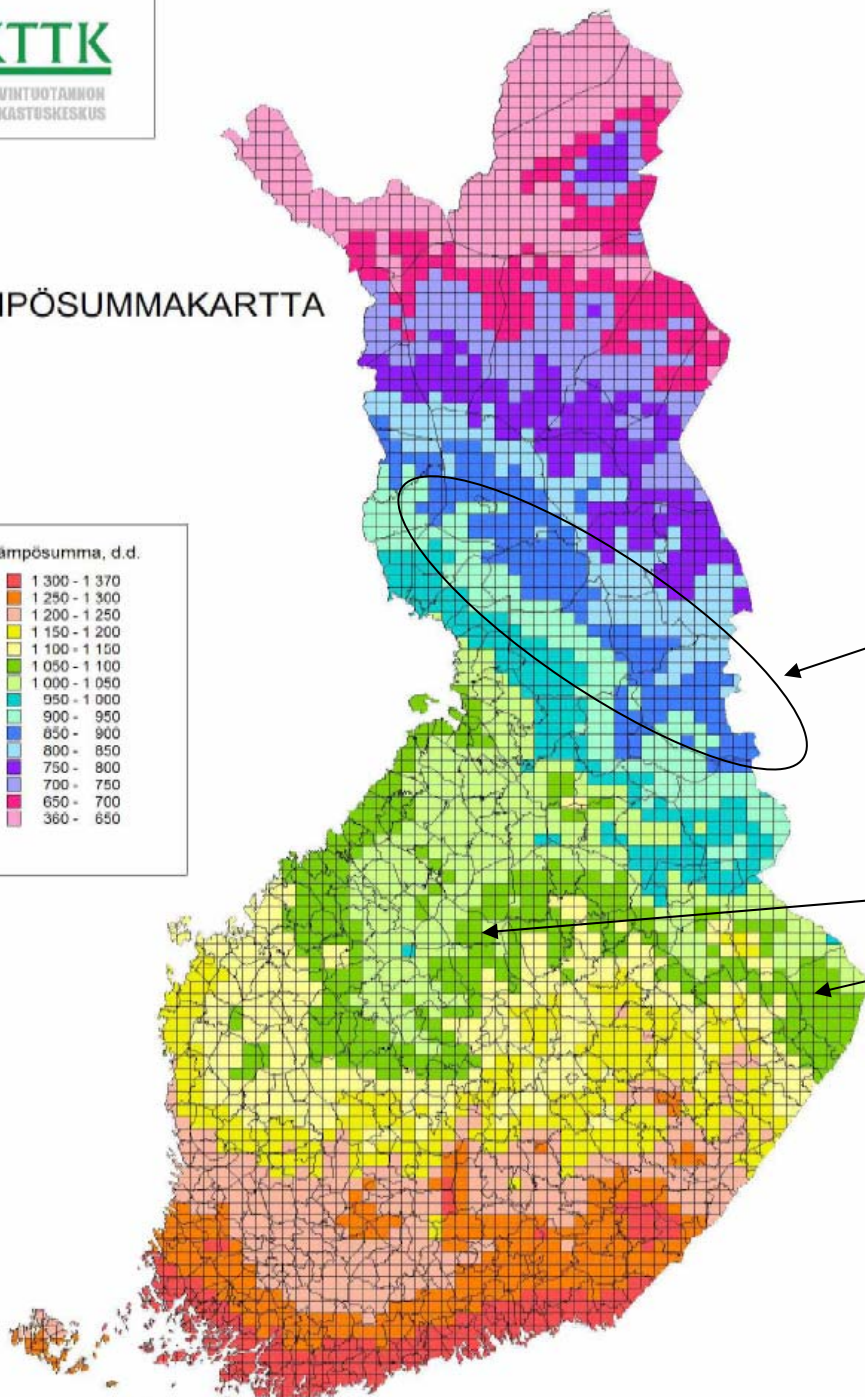 KTTK
VINTUOTANNON
KASTUSKESKUS
MPÖSUMMAKARTTA
ämpösumma, d.d.
1 300 - 1 370
1 250 - 1 300
1 200 - 1 250
1 150 - 1 200
1 100 - 1 150
1 050 - 1 100
1 000 - 1 050
950 - 1 000
900 - 950
850 - 900
800 - 850
750 - 800
700 - 750
650 - 700
360 - 650